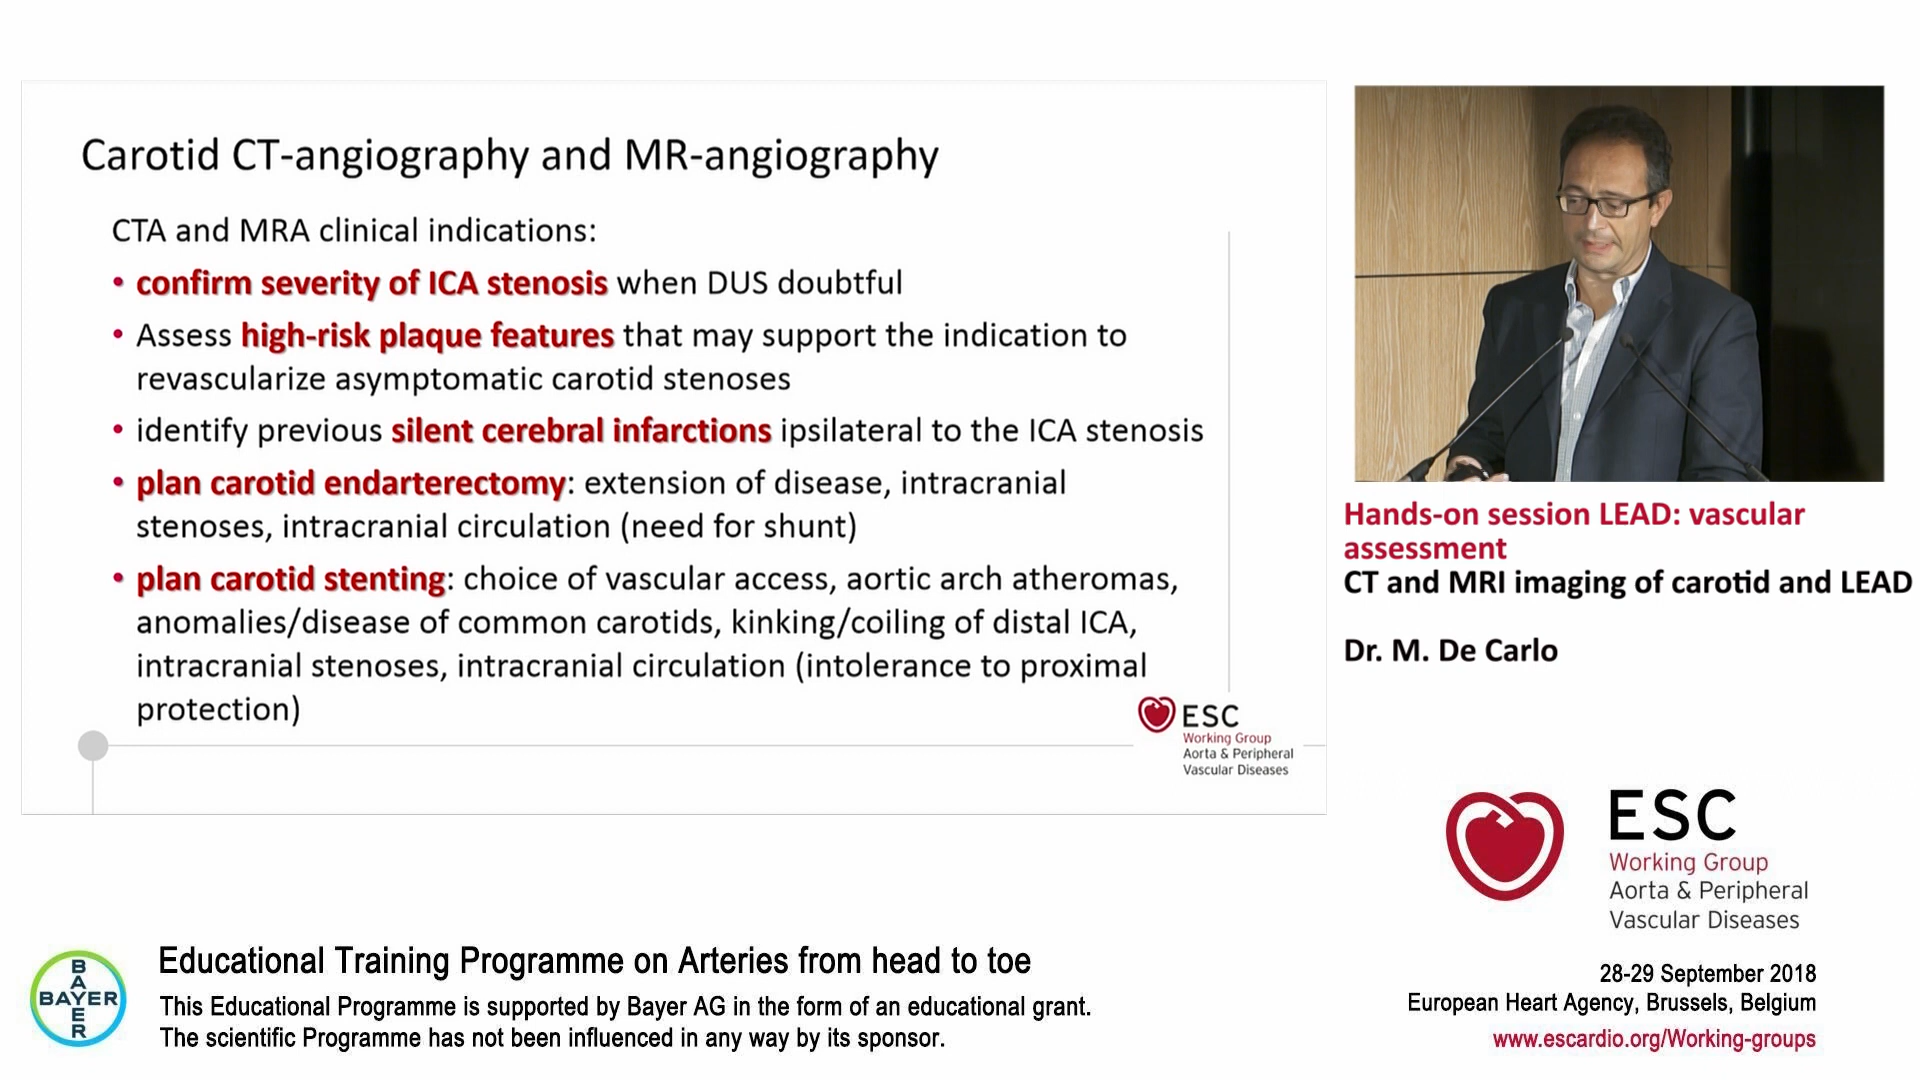 Carotid CT-angiography and MR-angiography
CTA and MRA clinical indications:
• confirm severity of ICA stenosis when DUS doubtful
• Assess high-risk plaque features that may support the indication to
revascularize asymptomatic carotid stenoses
• identify previous silent cerebral infarctions ipsilateral to the ICA stenosis
• plan carotid endarterectomy: extension of disease, intracranial
stenoses, intracranial circulation (need for shunt)
• plan carotid stenting: choice of vascular access, aortic arch atheromas,
anomalies/disease of common carotids, kinking/coiling of distal ICA,
intracranial stenoses, intracranial circulation (intolerance to proximal
protection)
ESC
Working Group
Aorta & Peripheral
Vascular Diseases
Hands-on session LEAD: vascular
assessment
CT and MRI imaging of carotid and LEAD
Dr. M. De Carlo
ESC
Working Group
Aorta & Peripheral
Vascular Diseases
28-29 September 2018
European Heart Agency, Brussels, Belgium
www.escardio.org/Working-groups
BAYER
BAYER
Educational Training Programme on Arteries from head to toe
This Educational Programme is supported by Bayer AG in the form of an educational grant.
The scientific Programme has not been influenced in any way by its sponsor.